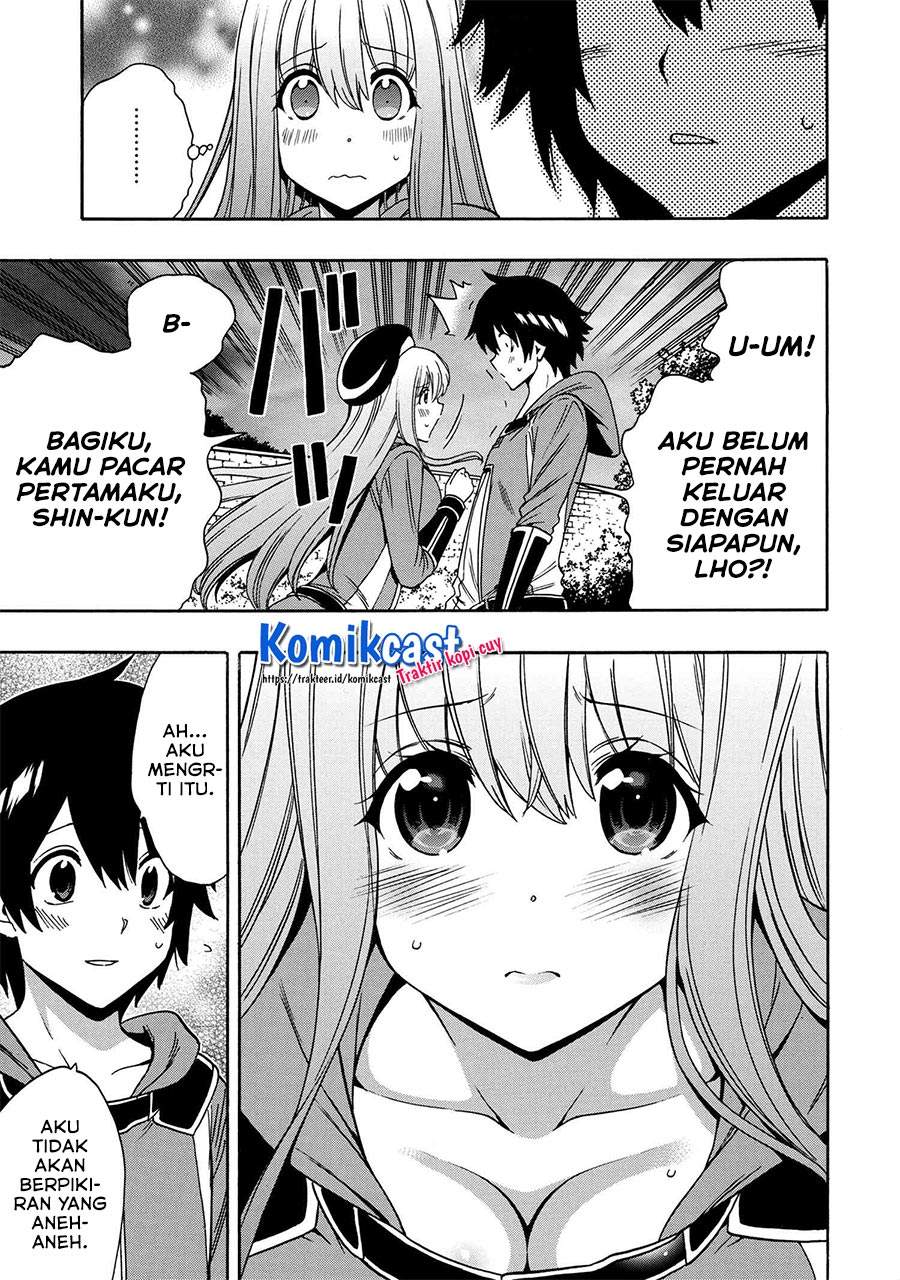 .........
U-UM!
AKU BELUM
PERNAH
KELUAR
DENGAN
SIAPAPUN,
LHO?!
B-
BAGIKU,
KAMU PACAR
PERTAMAKU,
SHIN-KUN!
Komikcast
https://trakteer.id/komikcast
Traktir kopi cuy
AH...
AKU
MENGR-
TI ITU.
AKU
TIDAK
AKAN
BERPIKI-
RAN YANG
ANEH-
ANEH.